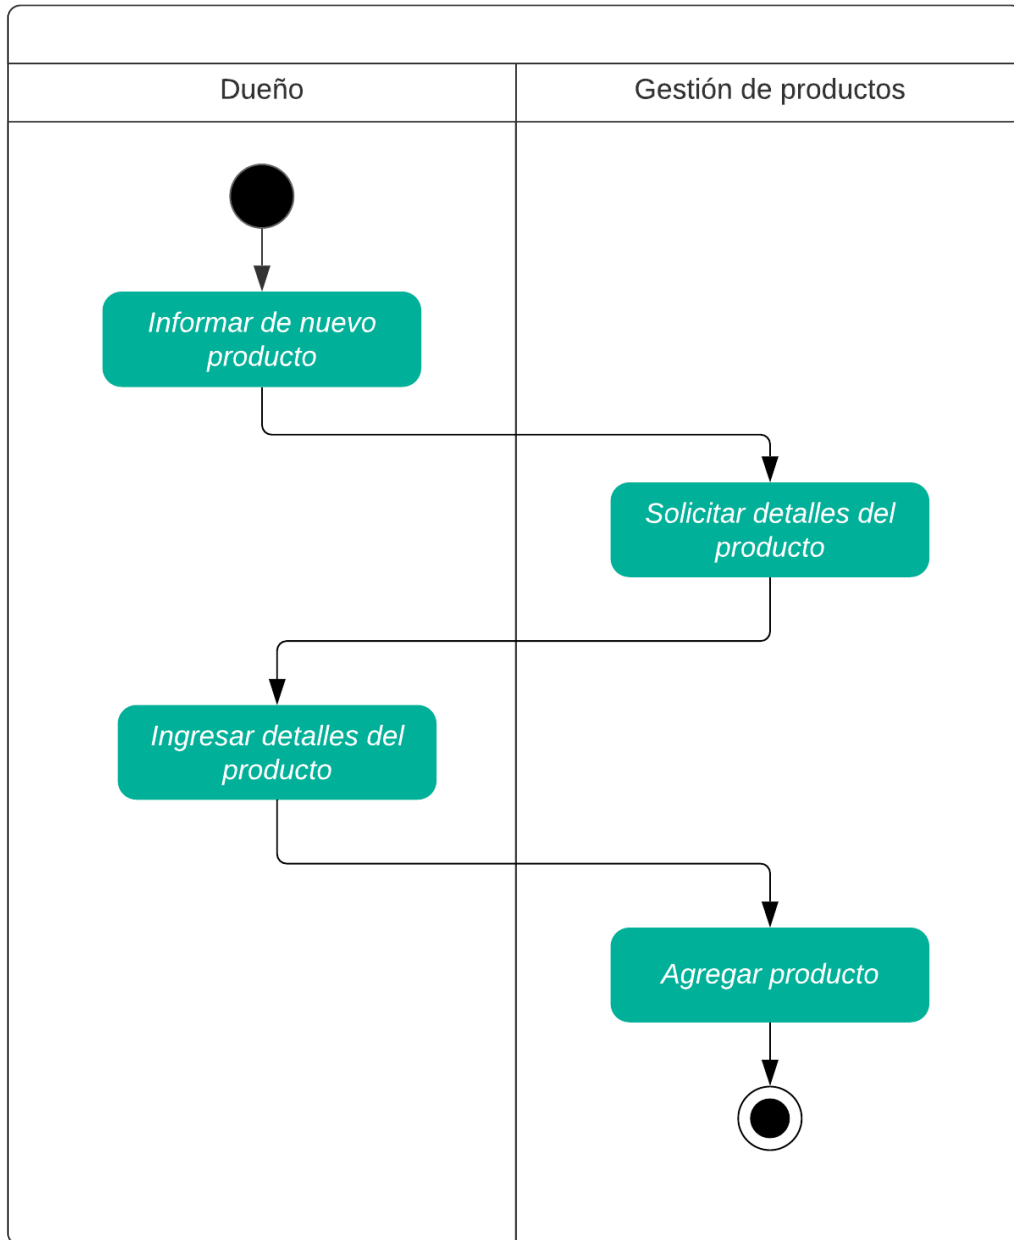 Dueño
Gestión de productos
Informar de nuevo
producto
Solicitar detalles del
producto
Ingresar detalles del
producto
Agregar producto